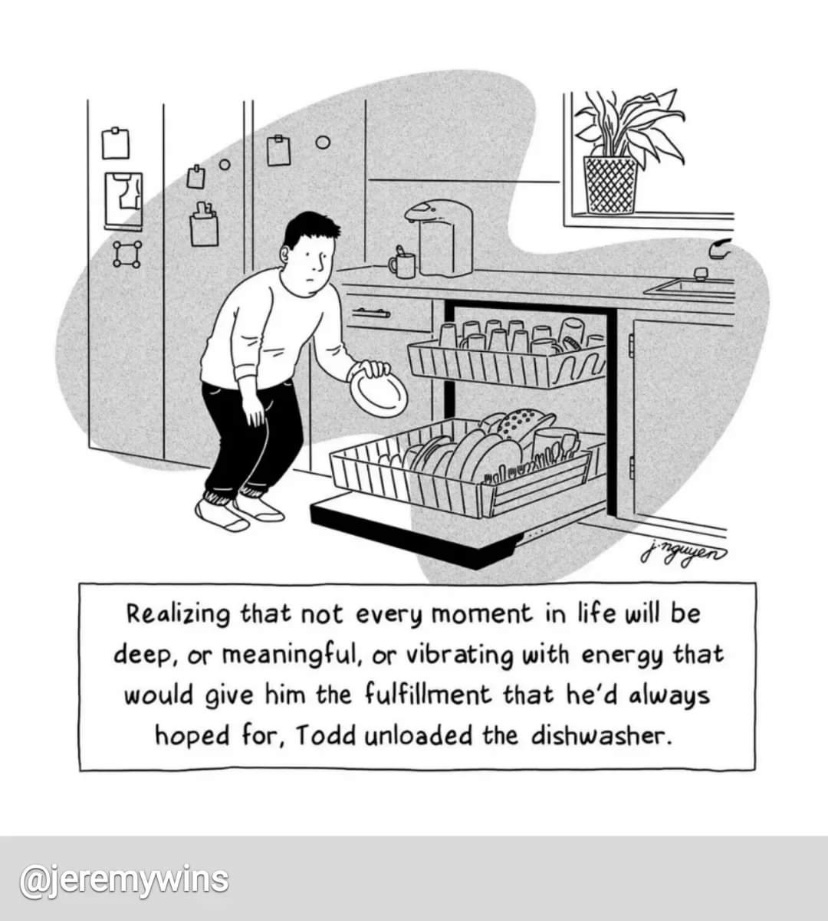 j.nguyen
Realizing that not every moment in life will be
deep, or meaningful, or vibrating with energy that
would give him the fulfillment that he'd always
hoped for, Todd unloaded the dishwasher.
@jeremywins